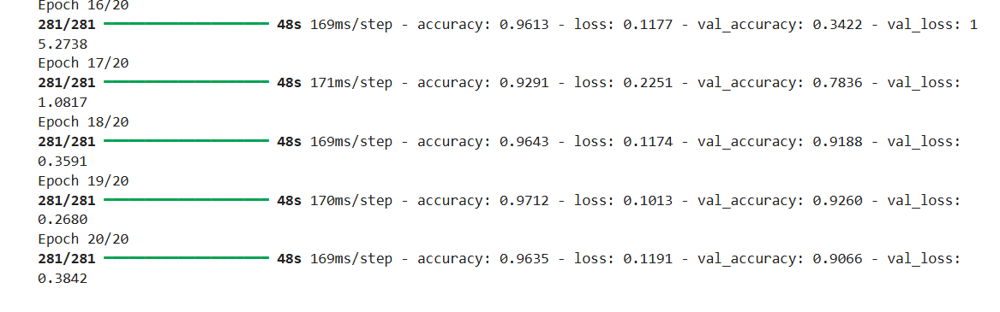 Epoch 16/20
281/281 ━━━━━━━━━━━━━━━━━━━━ 48s 169ms/step - accuracy: 0.9613 - loss: 0.1177 - val_accuracy: 0.3422 - val_loss: 1
5.2738
Epoch 17/20
281/281 ━━━━━━━━━━━━━━━━━━━━ 48s 171ms/step - accuracy: 0.9291 - loss: 0.2251 - val_accuracy: 0.7836 - val_loss:
1.0817
Epoch 18/20
281/281 ━━━━━━━━━━━━━━━━━━━━ 48s 169ms/step - accuracy: 0.9643 - loss: 0.1174 - val_accuracy: 0.9188 - val_loss:
0.3591
Epoch 19/20
281/281 ━━━━━━━━━━━━━━━━━━━━ 48s 170ms/step - accuracy: 0.9712 - loss: 0.1013 - val_accuracy: 0.9260 - val_loss:
0.2680
Epoch 20/20
281/281 ━━━━━━━━━━━━━━━━━━━━ 48s 169ms/step - accuracy: 0.9635 - loss: 0.1191 - val_accuracy: 0.9066 - val_loss:
0.3842